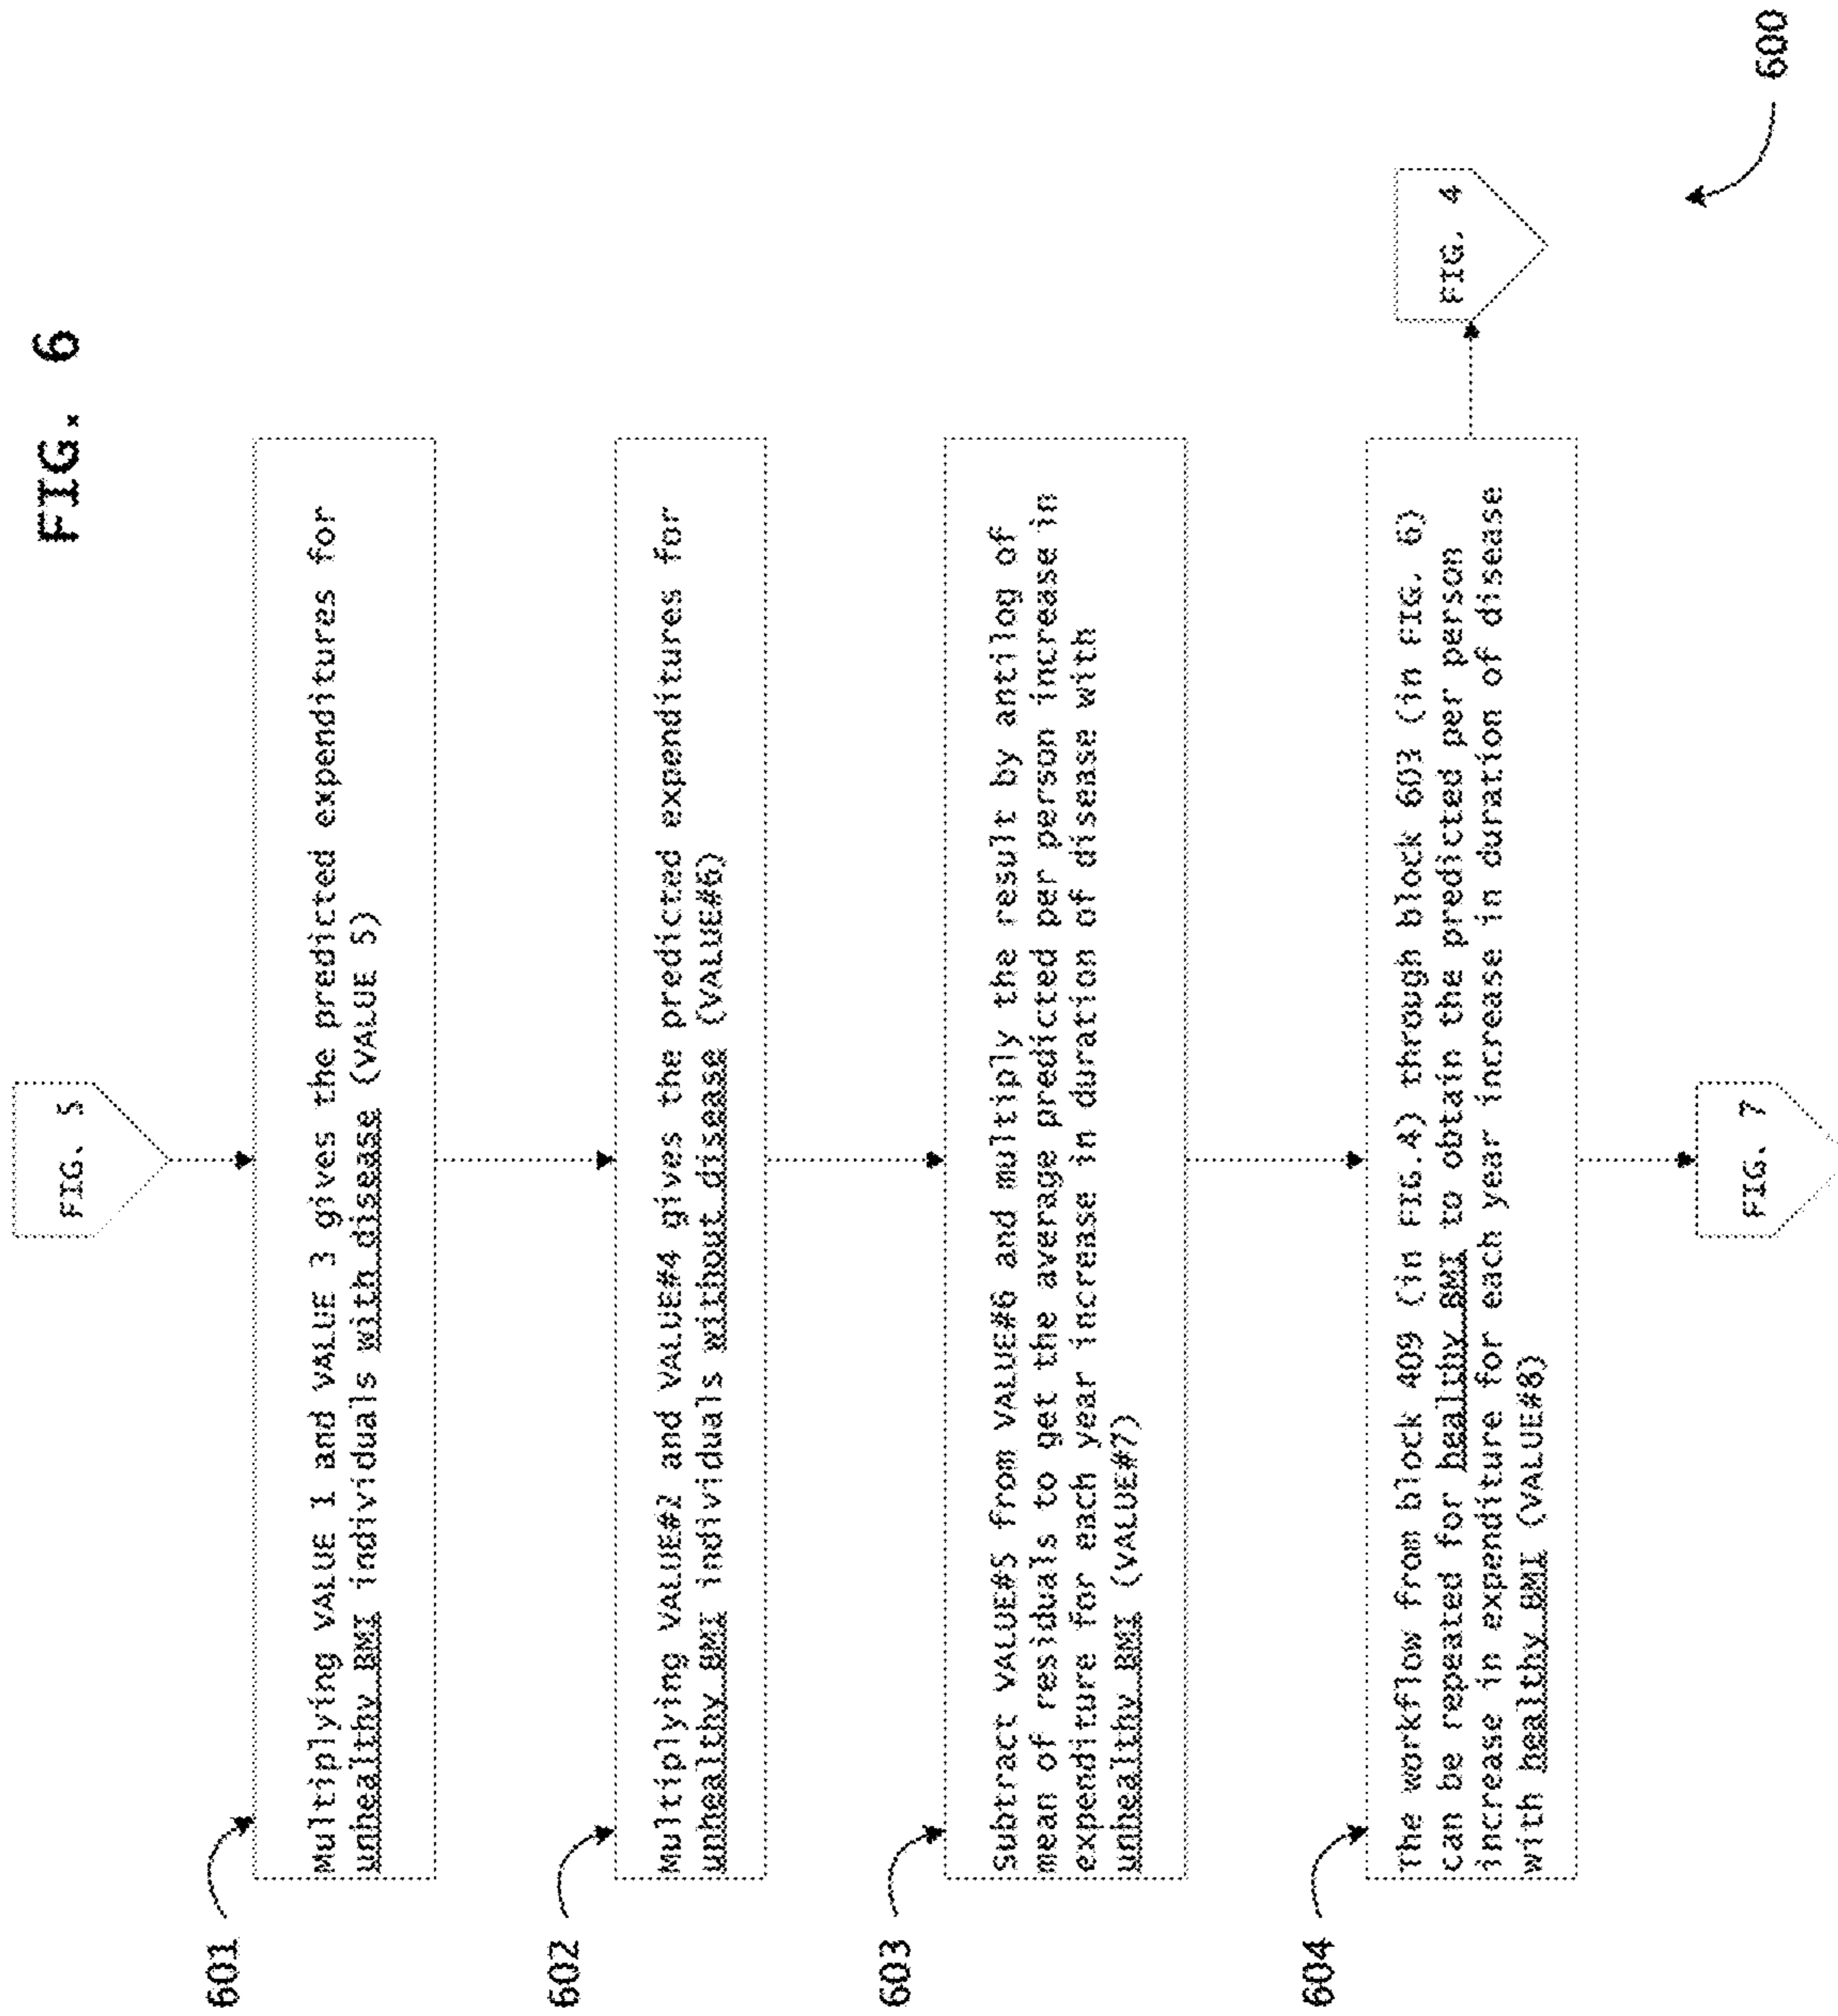 FIG. 6
FIG. 5
601
Multiplying VALUE 1 and VALUE 3 gives the predicted expenditures for
unhealthy BMI individuals with disease (VALUE 5)
602
Multiplying VALUE#2 and VALUE#4 gives the predicted expenditures for
unhealthy BMI individuals without disease (VALUE#6)
603
Subtract VALUE#5 from VALUE#6 and multiply the result by antilog of
mean of residuals to get the average predicted per person increase in
expenditure for each year increase in duration of disease with
unhealthy BMI (VALUE#7)
604
The workflow from block 409 (in FIG.4) through block 603 (in FIG. 6)
can be repeated for healthy BMI to obtain the predicted per person
increase in expenditure for each year increase in duration of disease
with healthy BMI (VALUE#8)
FIG. 4
FIG. 7
600